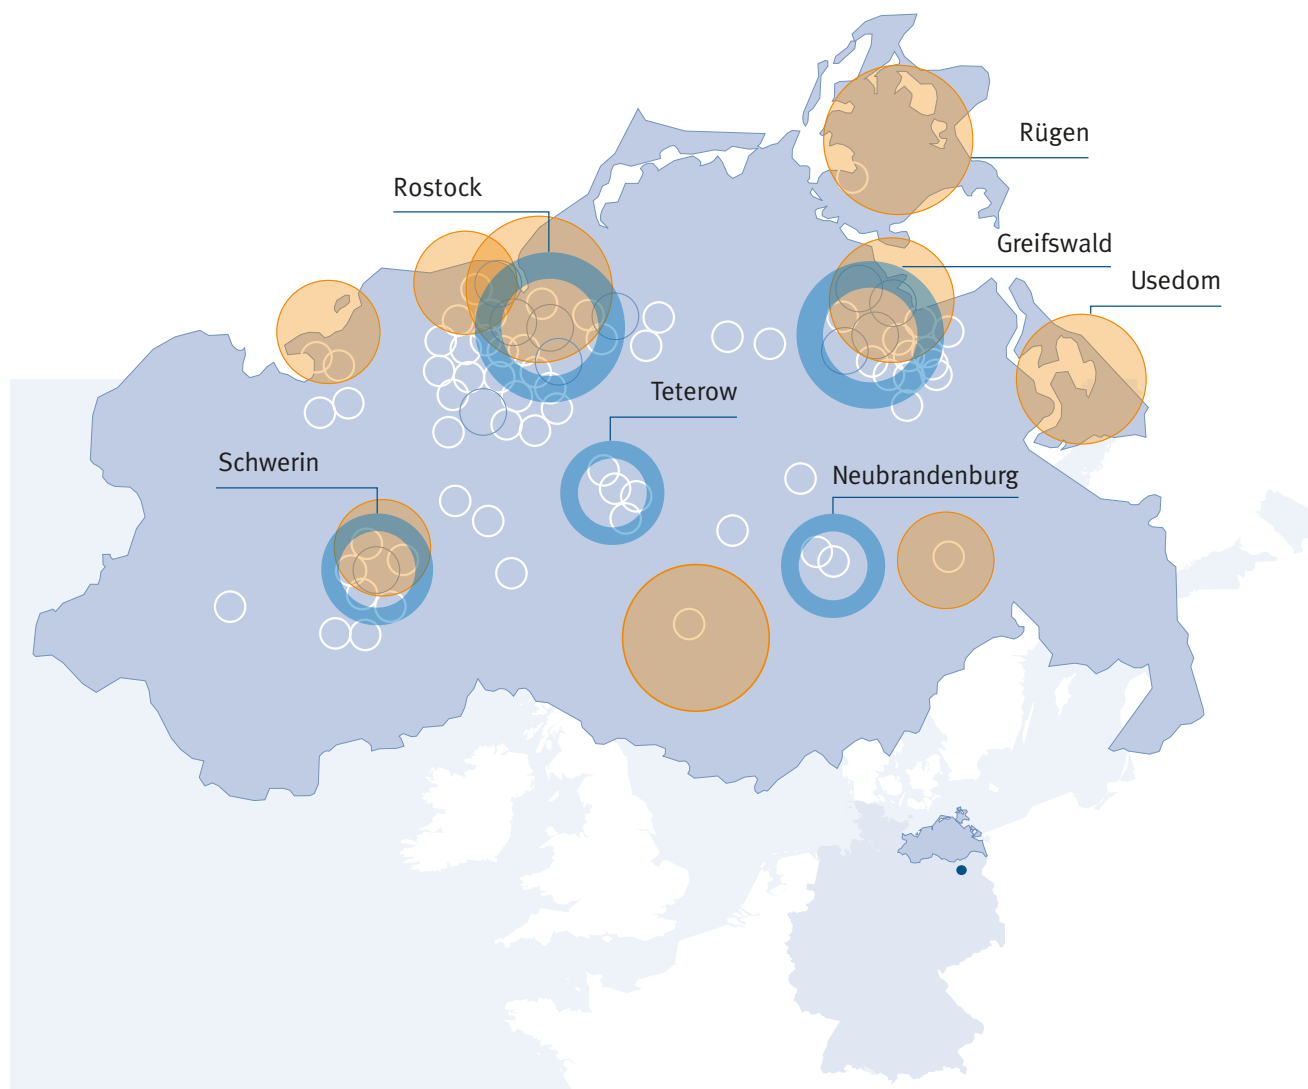 Rügen
Rostock
Greifswald
Usedom
Teterow
Schwerin
Neubrandenburg